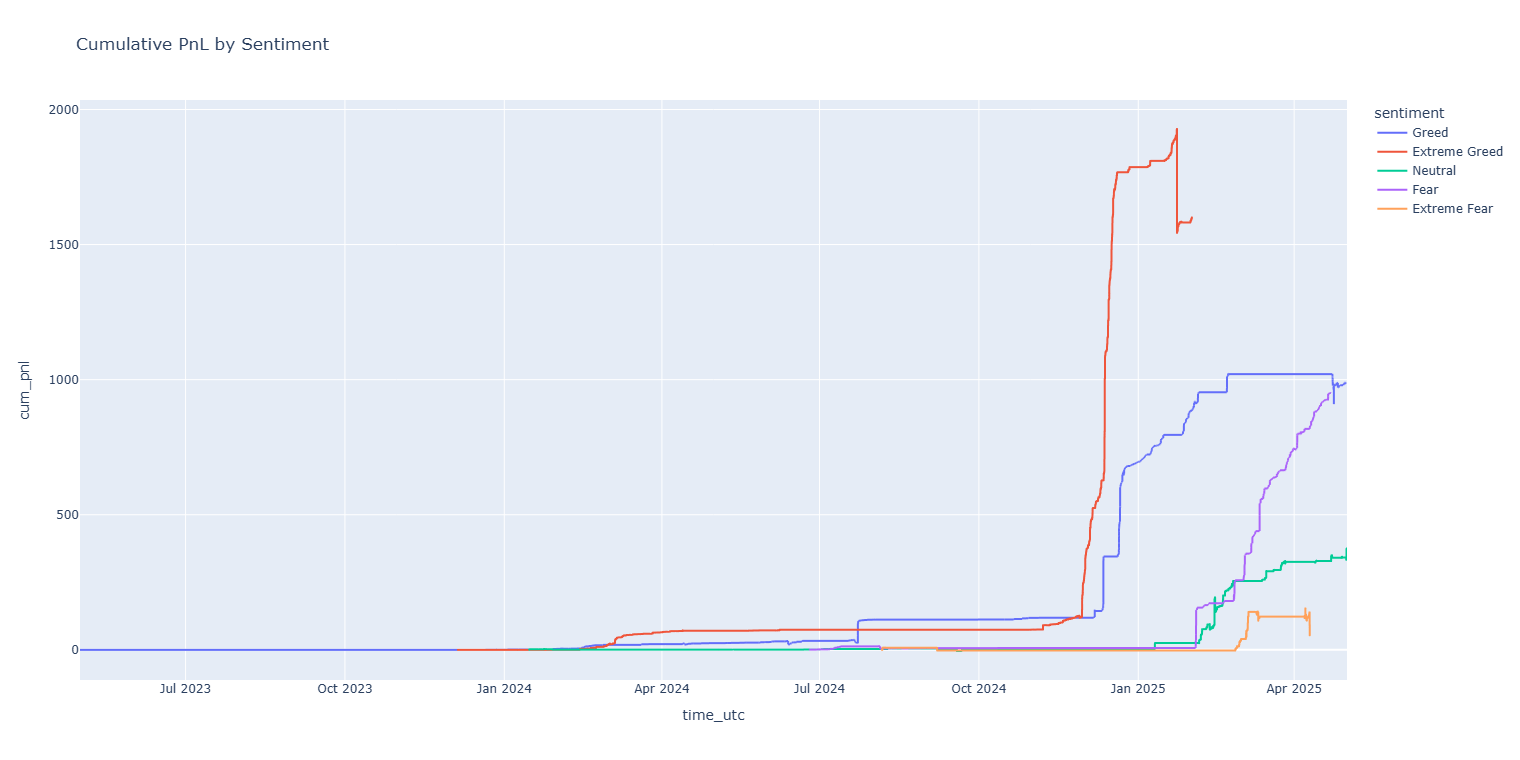 Cumulative PnL by Sentiment
2000
1500
1000
500
0
cum_pnl
Jul 2023
Oct 2023
Jan 2024
Apr 2024
Jul 2024
Oct 2024
Jan 2025
Apr 2025
time_utc
sentiment
Greed
Extreme Greed
Neutral
Fear
Extreme Fear